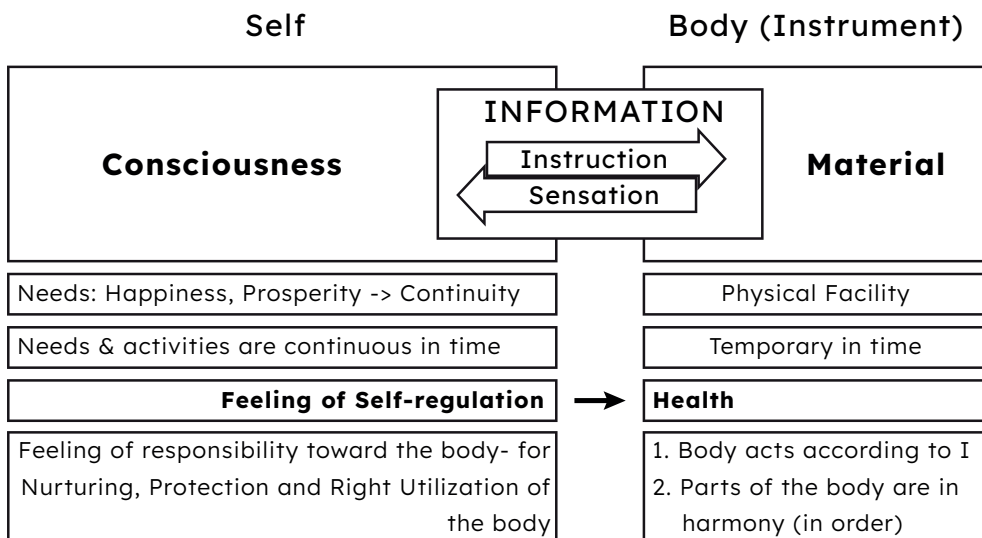 Self
Body (Instrument)
Consciousness
INFORMATION
Instruction
Sensation
Material
Needs: Happiness, Prosperity -> Continuity
Physical Facility
Needs & activities are continuous in time
Temporary in time
Feeling of Self-regulation
Health
Feeling of responsibility toward the body- for
Nurturing, Protection and Right Utilization of
the body
1. Body acts according to I
2. Parts of the body are in
harmony (in order)